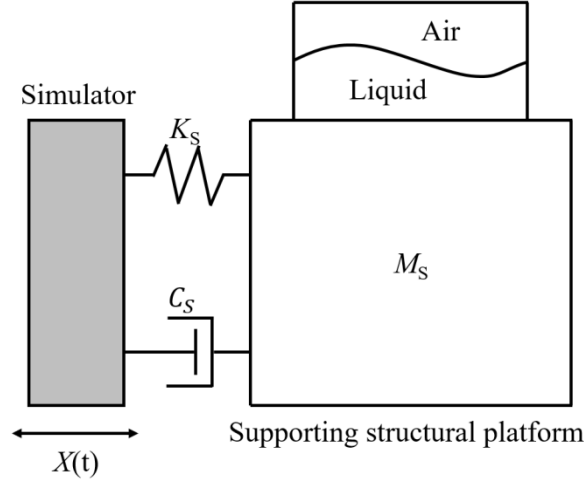 Air
Liquid
Simulator
K_S
M_S
C_S
Supporting structural platform
X(t)